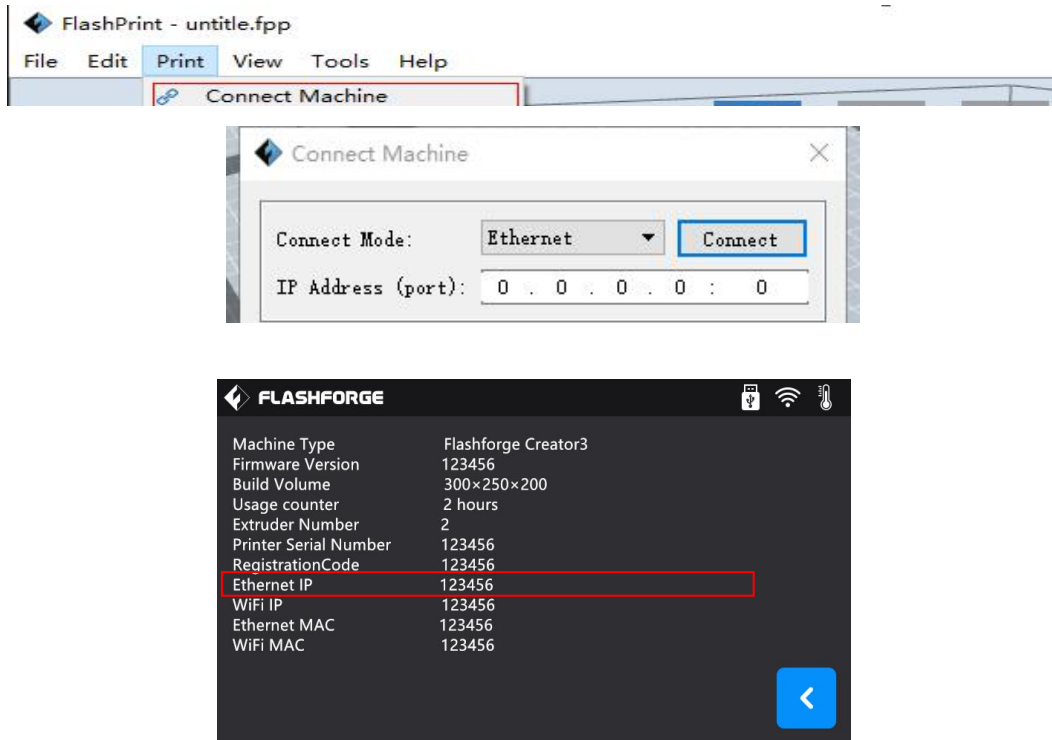 FlashPrint - untitle.fpp
File Edit Print View Tools Help
Connect Machine
Connect Machine
Connect Mode: Ethernet Connect
IP Address (port): 0 . 0 . 0 . 0 : 0
FLASHFORGE
Machine Type Flashforge Creator3
Firmware Version 123456
Build Volume 300×250×200
Usage counter 2 hours
Extruder Number 2
Printer Serial Number 123456
RegistrationCode 123456
Ethernet IP 123456
WiFi IP 123456
Ethernet MAC 123456
WiFi MAC 123456